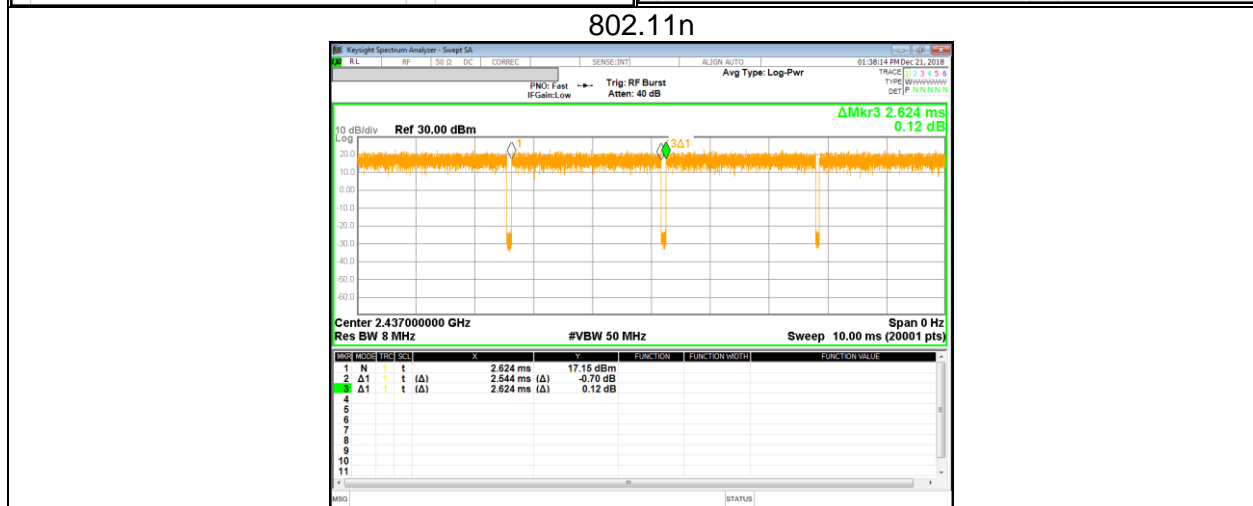 802.11n
Keysight Spectrum Analyzer - Swept SA
RL RF 50 Ω DC CORREC SENSE:INT ALIGN AUTO 01:38:14 PM Dec 21, 2018
Avg Type: Log-Pwr TRACE 1 2 3 4 5 6
PNO: Fast Trig: RF Burst TYPE
IFGain:Low Atten: 40 dB DET P N N N N N
ΔMkr3 2.624 ms
0.12 dB
10 dB/div Ref 30.00 dBm
Log
1 3Δ1
20.0
10.0
0.00
-10.0
-20.0
-30.0
-40.0
-50.0
-60.0
Center 2.437000000 GHz Span 0 Hz
Res BW 8 MHz #VBW 50 MHz Sweep 10.00 ms (20001 pts)
MKR MODE TRC SCL X Y FUNCTION FUNCTION WIDTH FUNCTION VALUE
1 N 1 t 2.624 ms 17.15 dBm
2 Δ1 1 t (Δ) 2.544 ms (Δ) -0.70 dB
3 Δ1 1 t (Δ) 2.624 ms (Δ) 0.12 dB
4
5
6
7
8
9
10
11
MSG STATUS